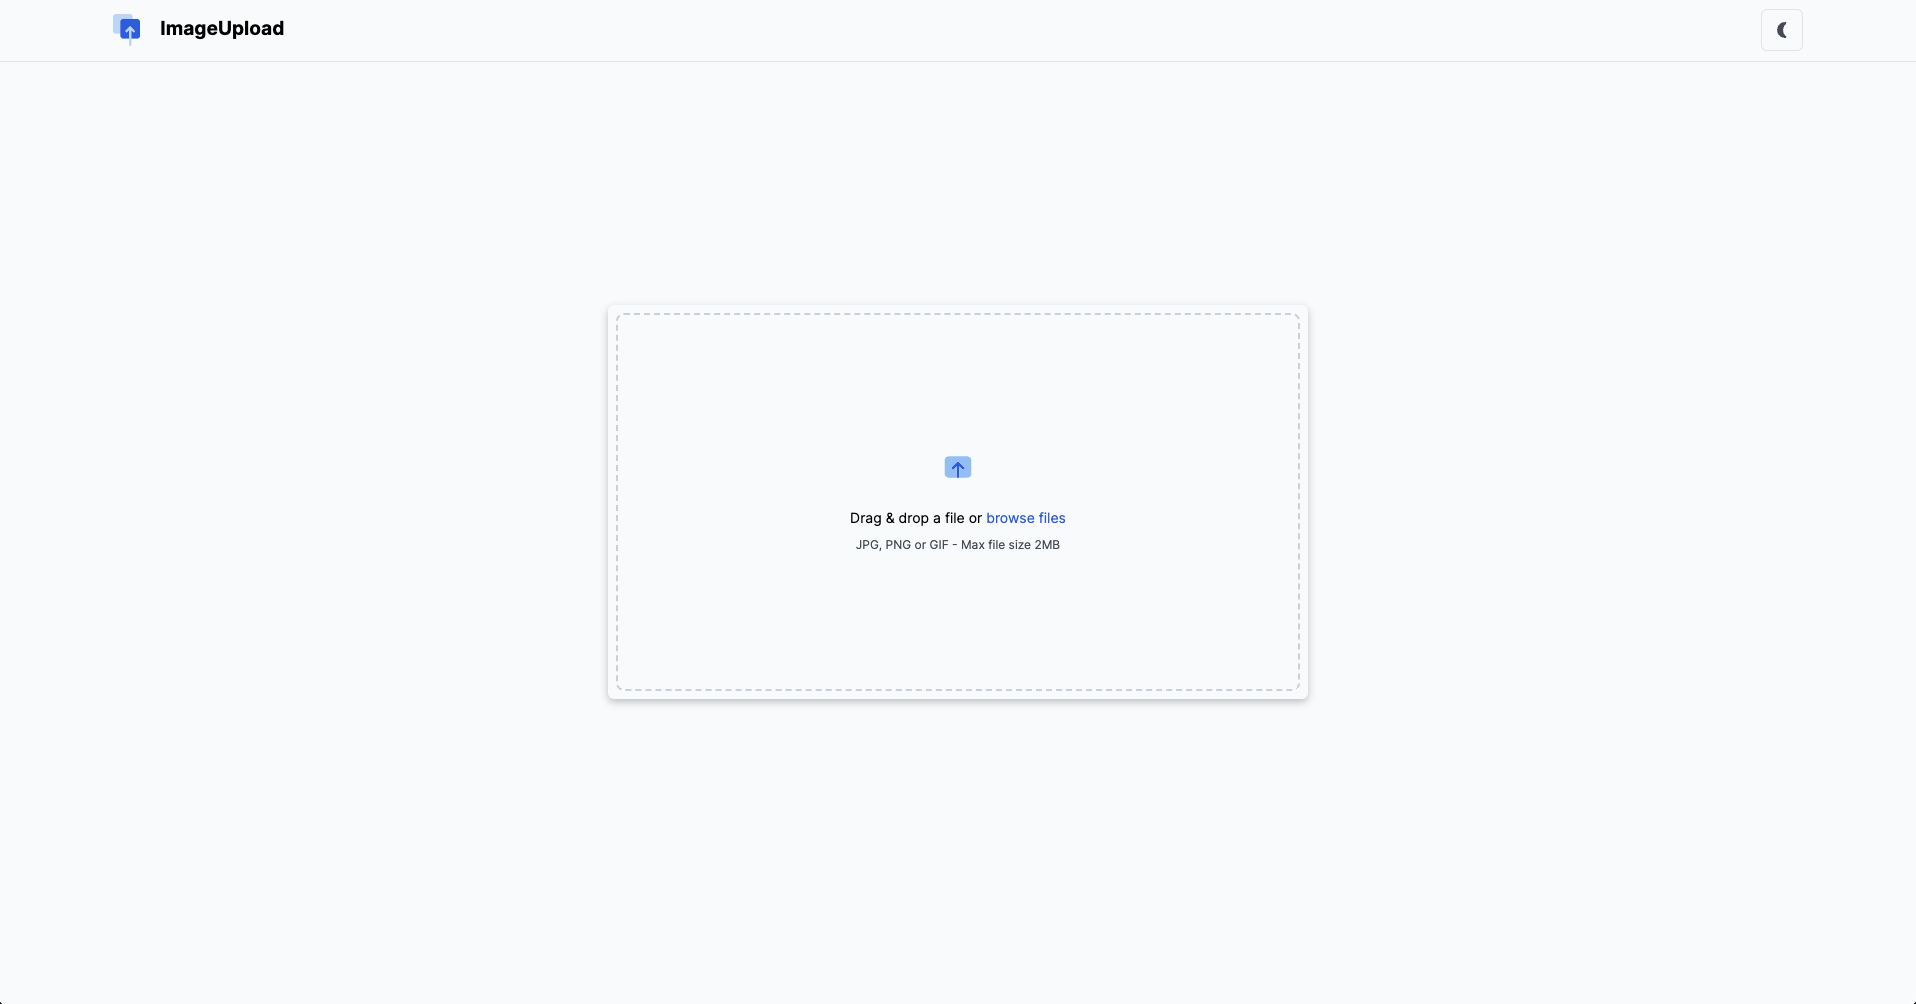 ImageUpload
Drag & drop a file or browse files
JPG, PNG or GIF - Max file size 2MB